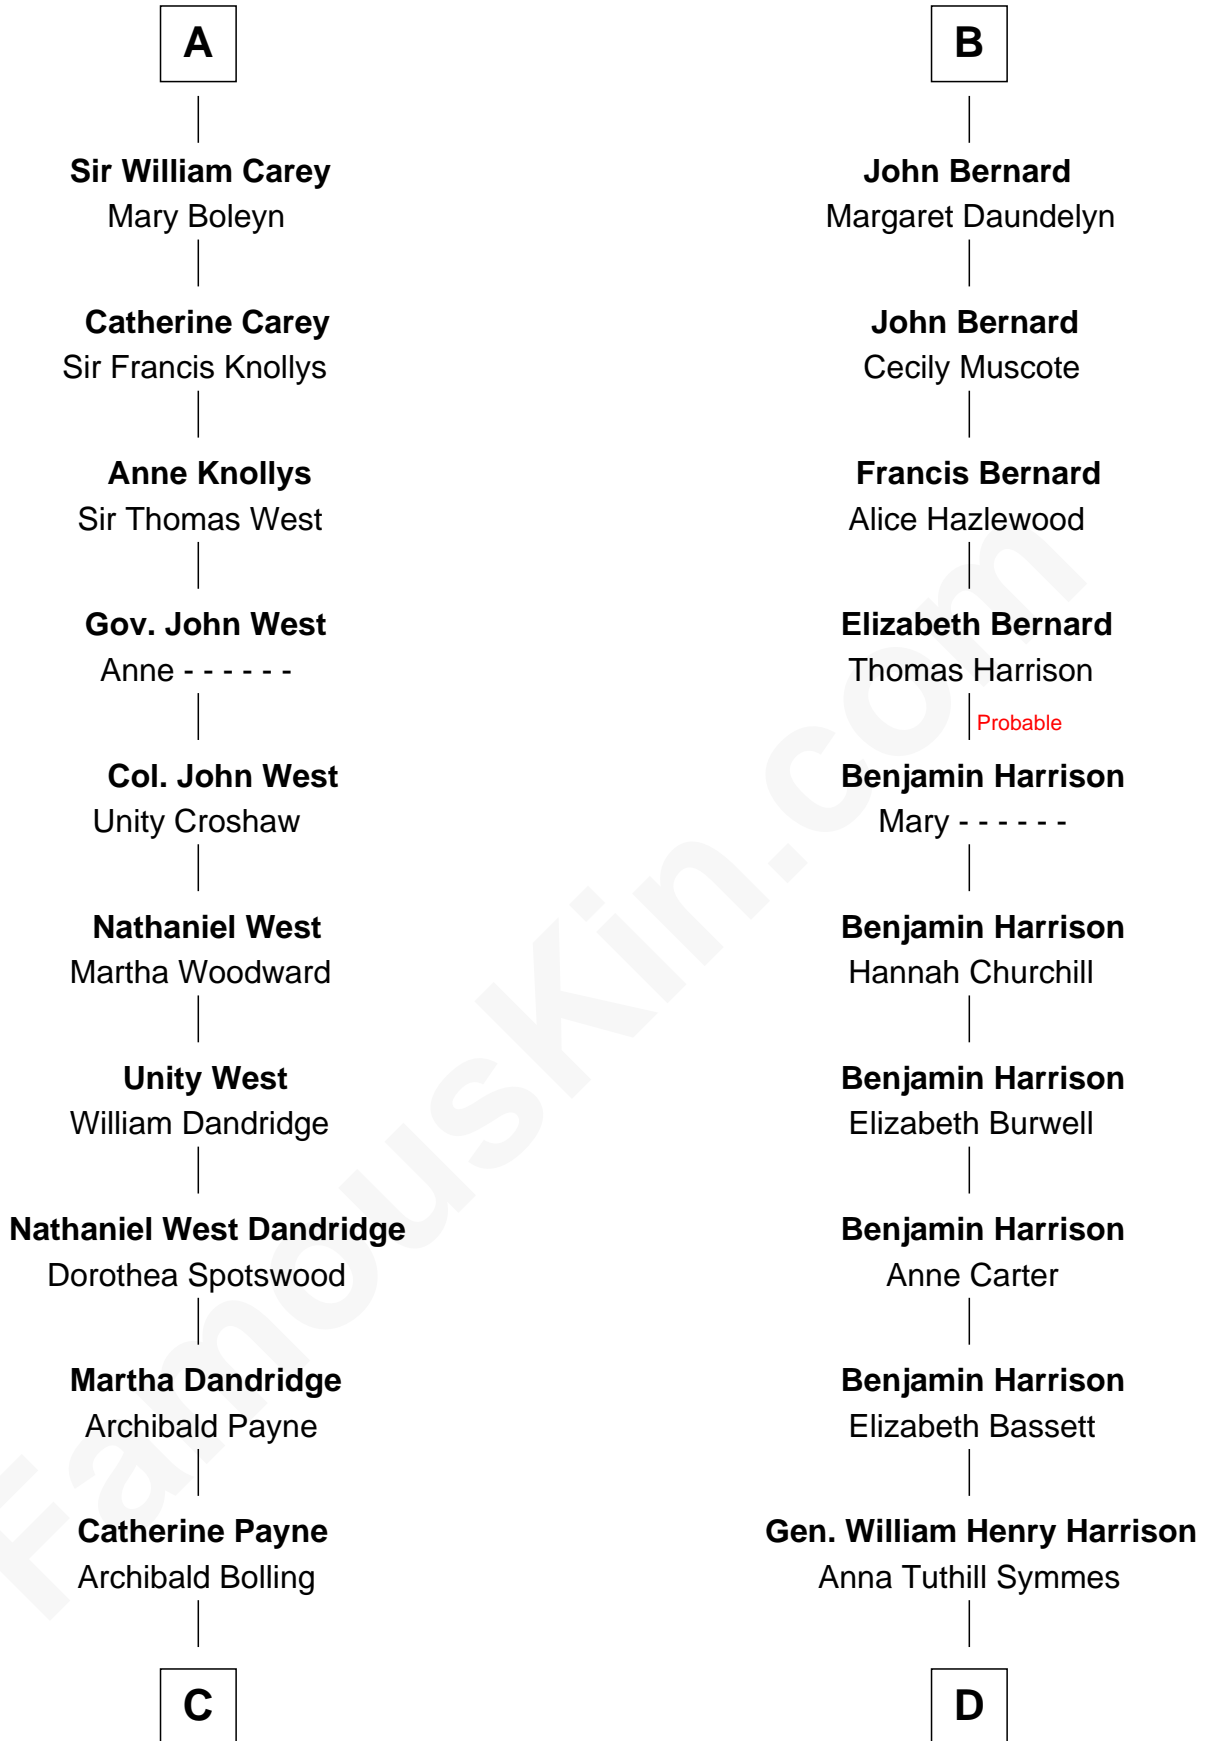 A
Sir William Carey
Mary Boleyn
Catherine Carey
Sir Francis Knollys
Anne Knollys
Sir Thomas West
Gov. John West
Anne - - - - - -
Col. John West
Unity Croshaw
Nathaniel West
Martha Woodward
Unity West
William Dandridge
Nathaniel West Dandridge
Dorothea Spotswood
Martha Dandridge
Archibald Payne
Catherine Payne
Archibald Bolling
C
B
John Bernard
Margaret Daundelyn
John Bernard
Cecily Muscote
Francis Bernard
Alice Hazlewood
Elizabeth Bernard
Thomas Harrison
Probable
Benjamin Harrison
Mary - - - - - -
Benjamin Harrison
Hannah Churchill
Benjamin Harrison
Elizabeth Burwell
Benjamin Harrison
Anne Carter
Benjamin Harrison
Elizabeth Bassett
Gen. William Henry Harrison
Anna Tuthill Symmes
D
FamousKin.com